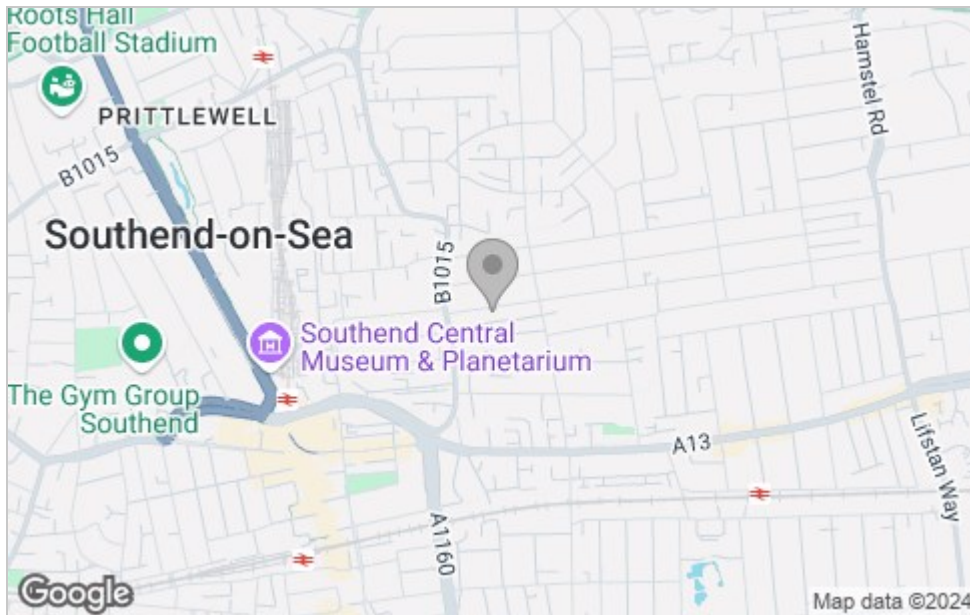 Roots Hall
Football Stadium
PRITTLEWELL
B1015
Hamstel Rd
Southend-on-Sea
B1015
Southend Central
Museum & Planetarium
The Gym Group
Southend
A13
Lifstan Way
A1160
Google
Map data ©2024